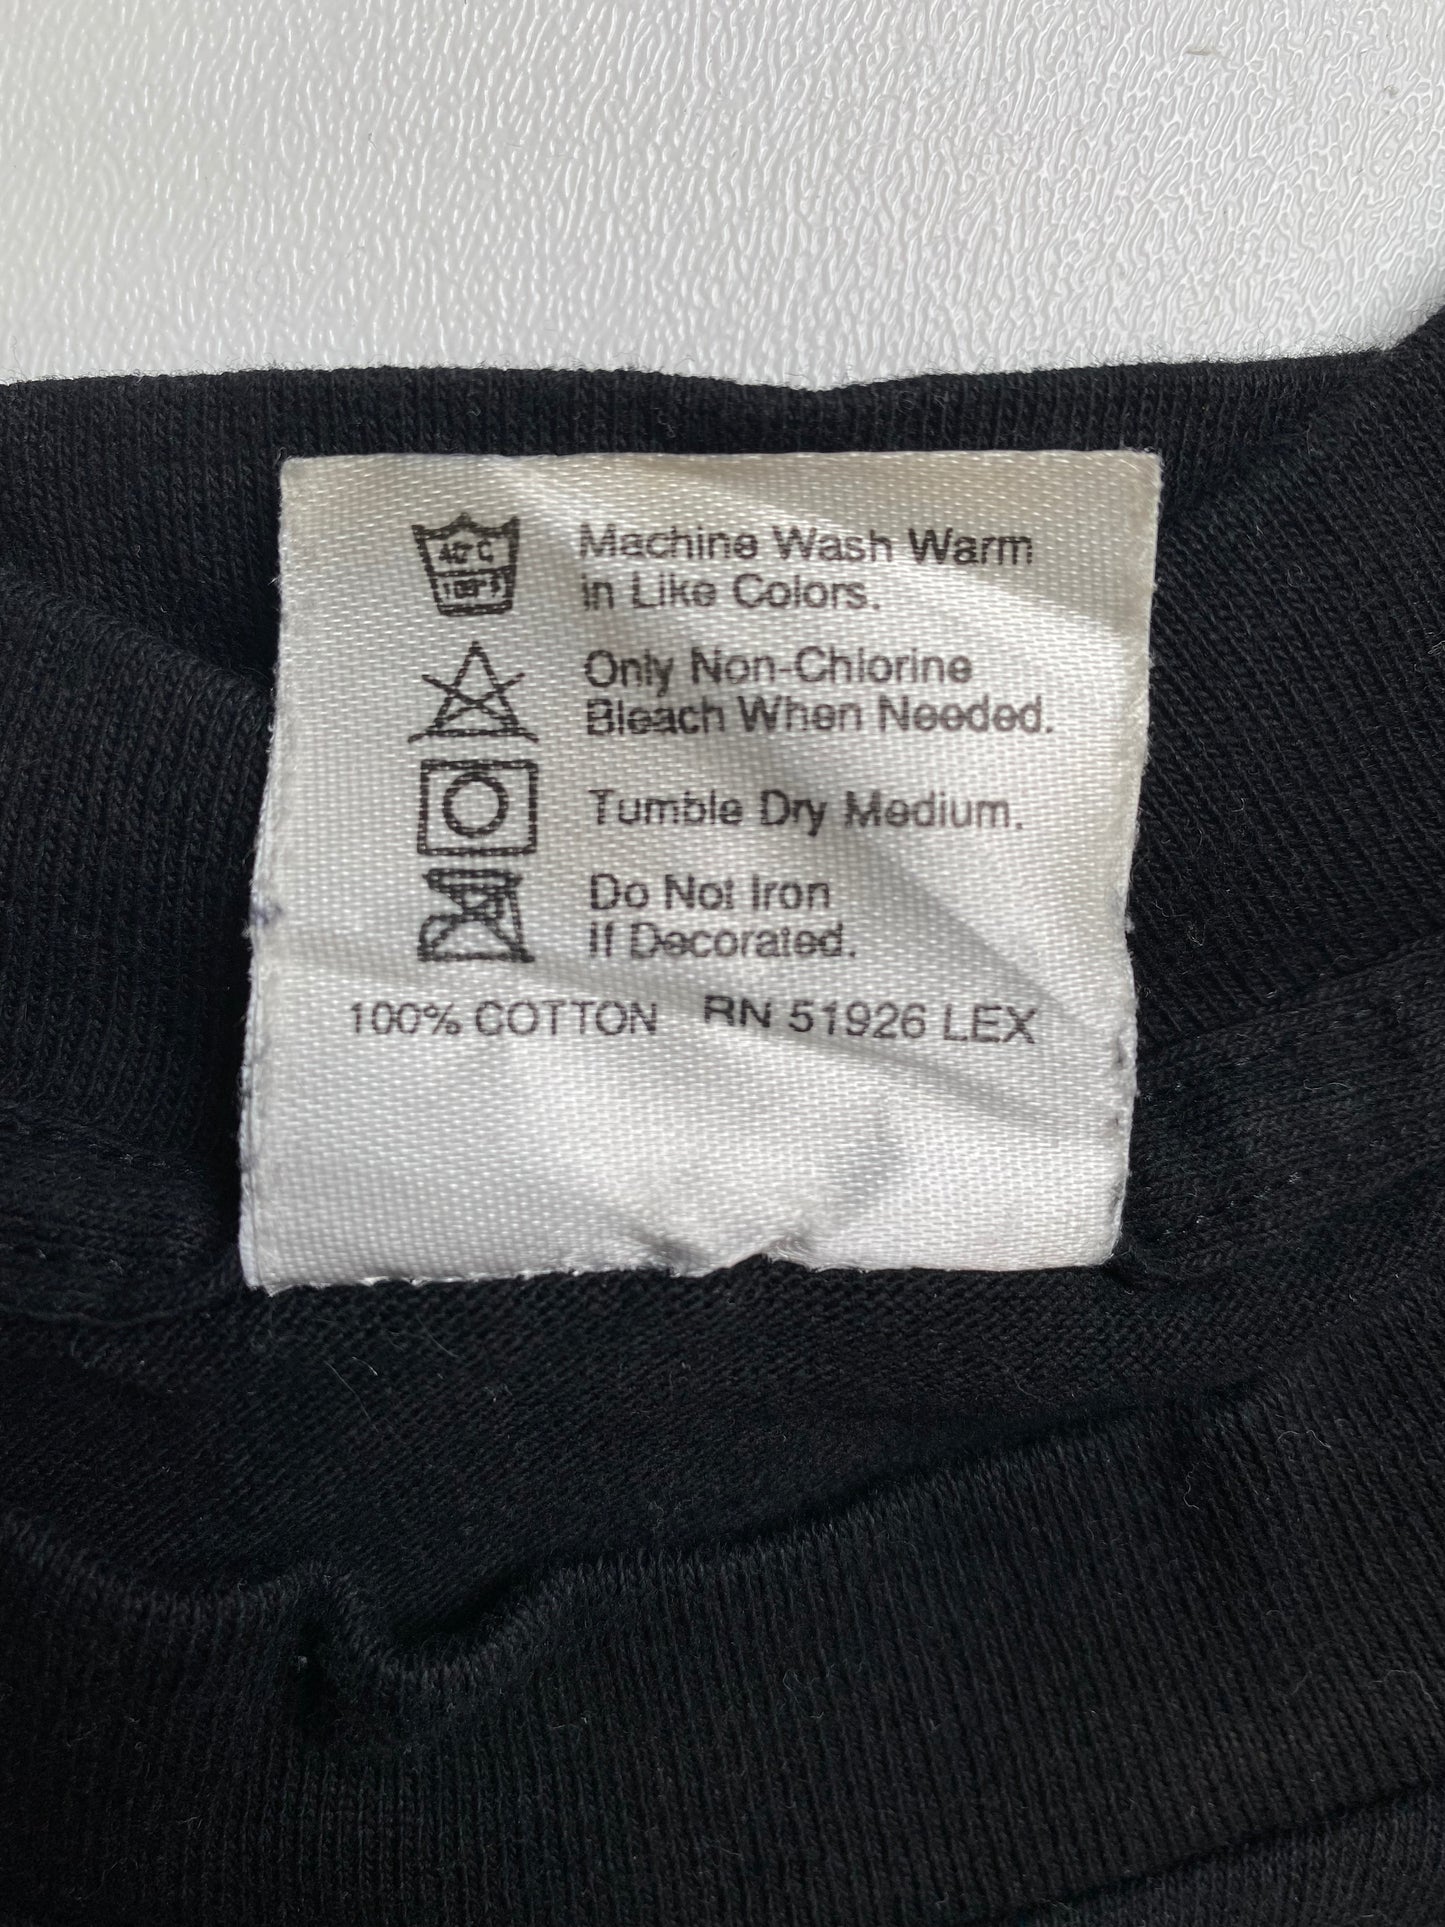 40°C
Machine Wash Warm
in Like Colors.
Only Non-Chlorine
Bleach When Needed.
Tumble Dry Medium.
Do Not Iron
If Decorated.
100% COTTON RN 51926 LEX